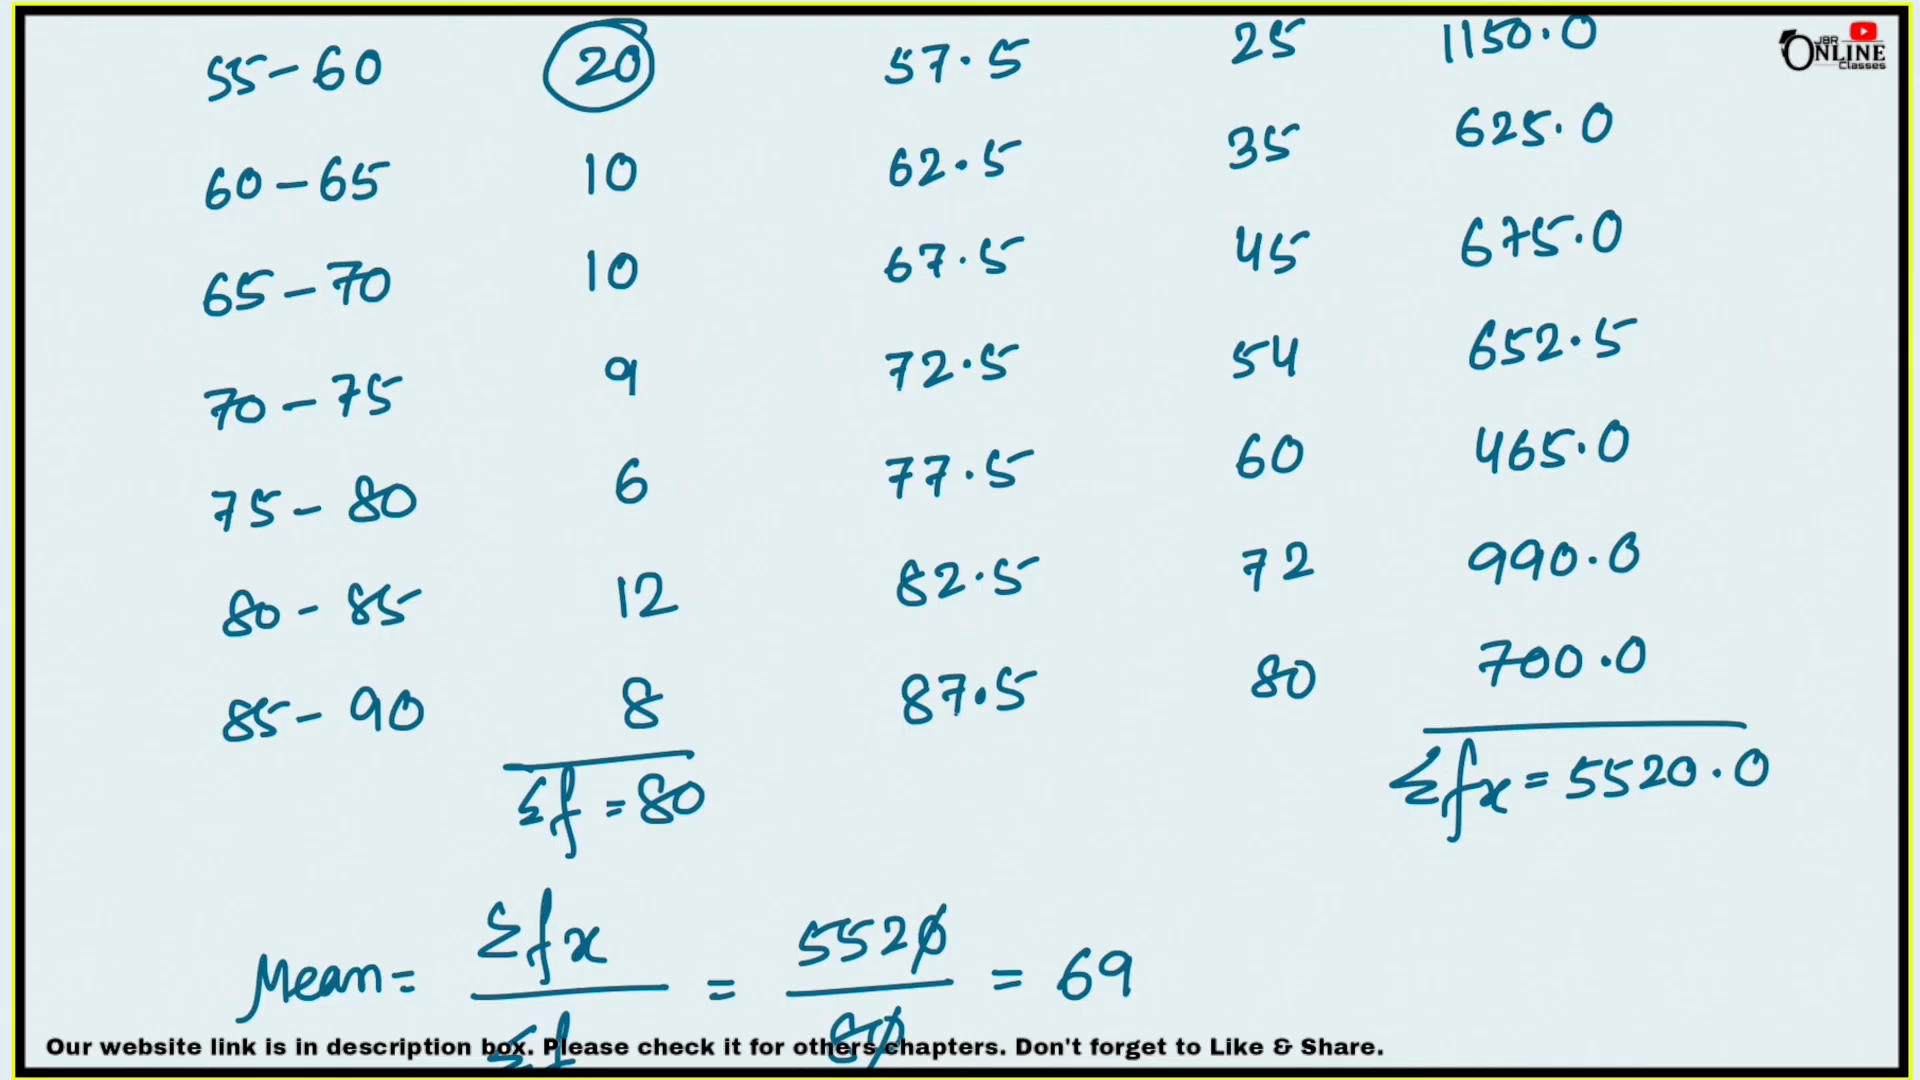 55-60 20 57.5 25 1150.0
60-65 10 62.5 35 625.0
65-70 10 67.5 45 675.0
70-75 9 72.5 54 652.5
75-80 6 77.5 60 465.0
80-85 12 82.5 72 990.0
85-90 8 87.5 80 700.0
Σf = 80 Σfx = 5520.0
Mean = Σfx / Σf = 5520 / 80 = 69
JBR
ONLINE
Classes
Our website link is in description box. Please check it for others chapters. Don't forget to Like & Share.